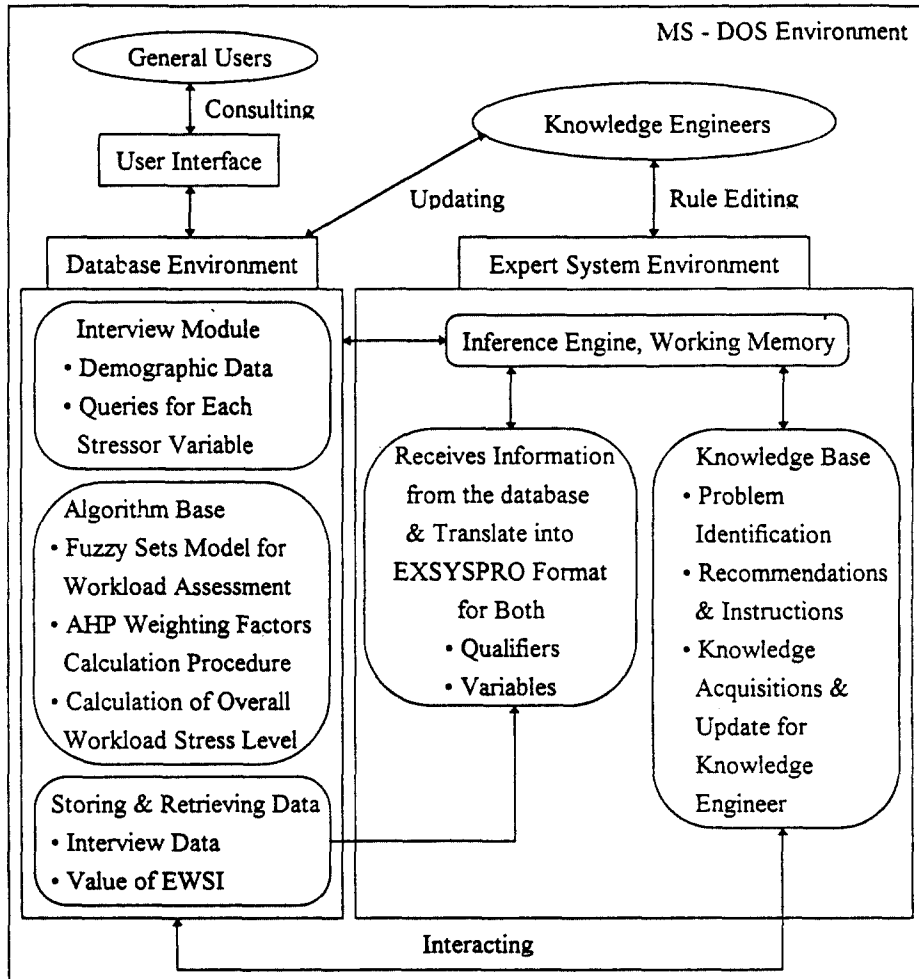 MS - DOS Environment
General Users
Consulting
Knowledge Engineers
User Interface
Updating
Rule Editing
Database Environment
Expert System Environment
Interview Module
• Demographic Data
• Queries for Each
Stressor Variable
Inference Engine, Working Memory
Algorithm Base
• Fuzzy Sets Model for
Workload Assessment
• AHP Weighting Factors
Calculation Procedure
• Calculation of Overall
Workload Stress Level
Receives Information
from the database
& Translate into
EXSYSPRO Format
for Both
• Qualifiers
• Variables
Knowledge Base
• Problem
Identification
• Recommendations
& Instructions
• Knowledge
Acquisitions &
Update for
Knowledge
Engineer
Storing & Retrieving Data
• Interview Data
• Value of EWSI
Interacting